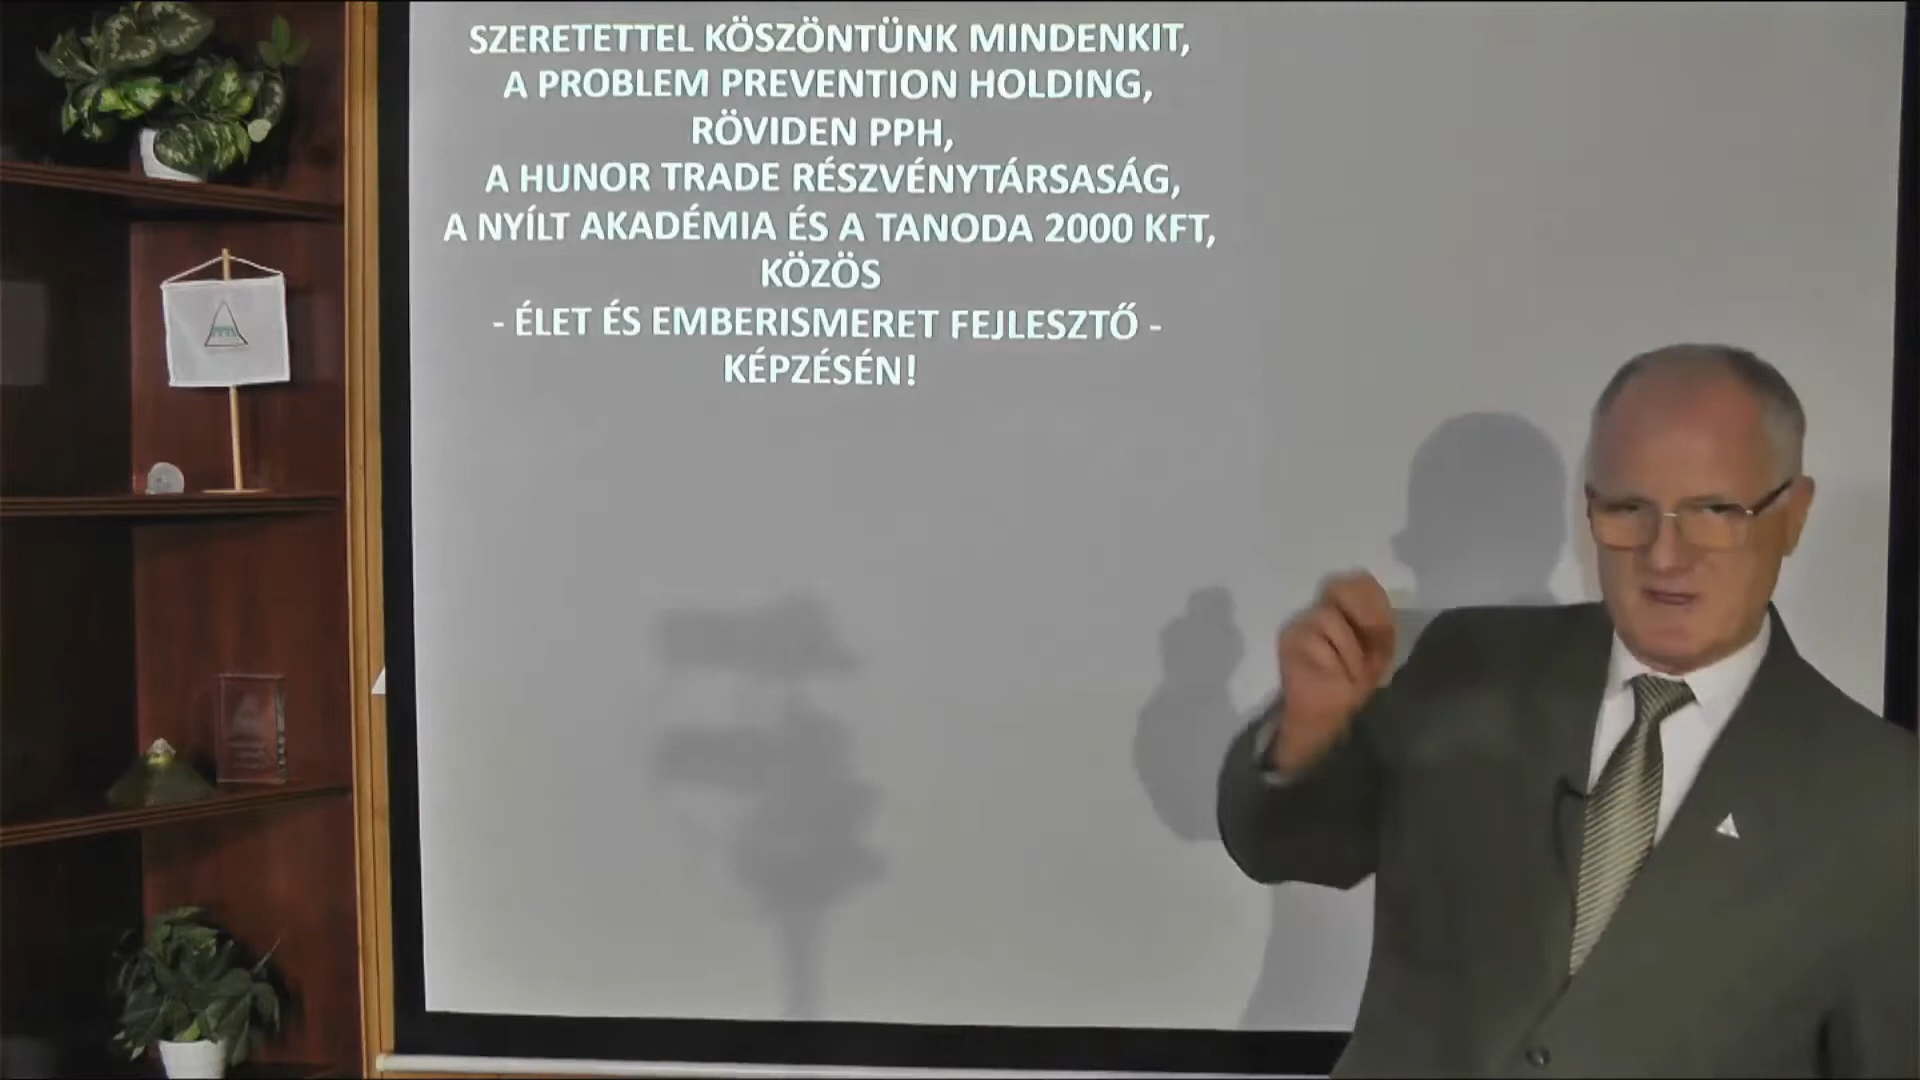 SZERETETTEL KÖSZÖNTÜNK MINDENKIT,
A PROBLEM PREVENTION HOLDING,
RÖVIDEN PPH,
A HUNOR TRADE RÉSZVÉNYTÁRSASÁG,
A NYÍLT AKADÉMIA ÉS A TANODA 2000 KFT,
KÖZÖS
- ÉLET ÉS EMBERISMERET FEJLESZTŐ -
KÉPZÉSÉN!